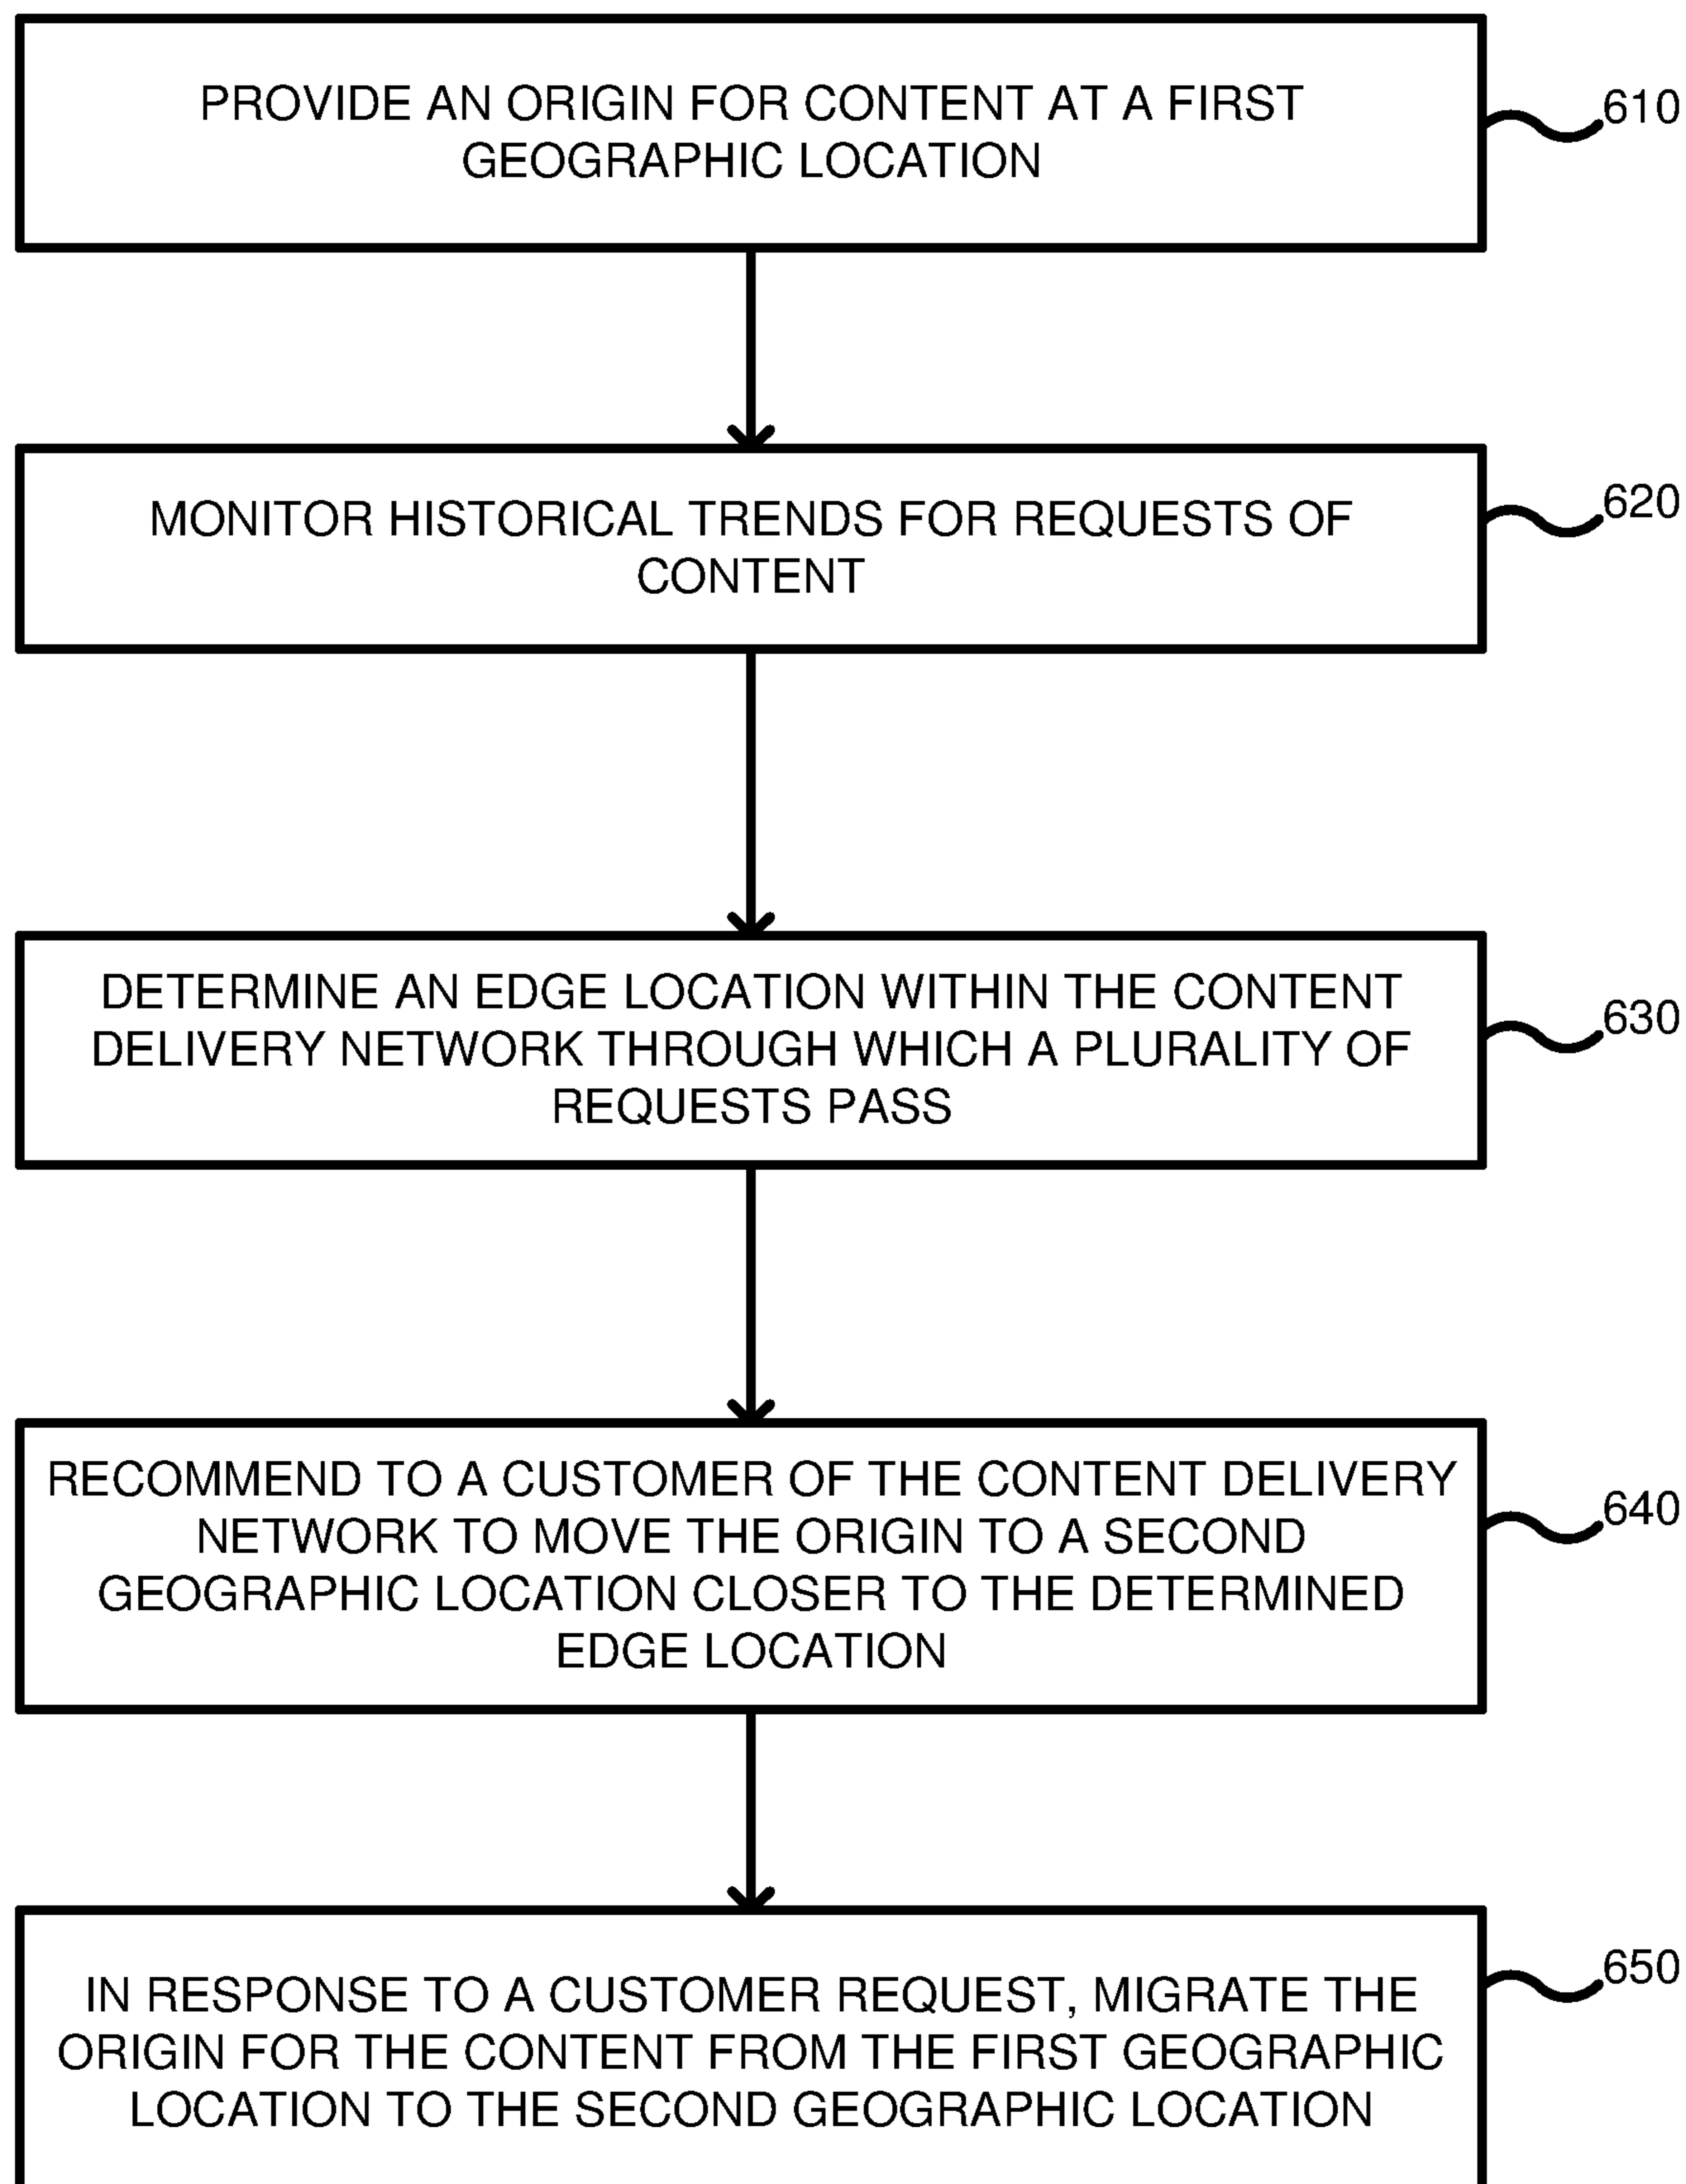 PROVIDE AN ORIGIN FOR CONTENT AT A FIRST
GEOGRAPHIC LOCATION
610
MONITOR HISTORICAL TRENDS FOR REQUESTS OF
CONTENT
620
DETERMINE AN EDGE LOCATION WITHIN THE CONTENT
DELIVERY NETWORK THROUGH WHICH A PLURALITY OF
REQUESTS PASS
630
RECOMMEND TO A CUSTOMER OF THE CONTENT DELIVERY
NETWORK TO MOVE THE ORIGIN TO A SECOND
GEOGRAPHIC LOCATION CLOSER TO THE DETERMINED
EDGE LOCATION
640
IN RESPONSE TO A CUSTOMER REQUEST, MIGRATE THE
ORIGIN FOR THE CONTENT FROM THE FIRST GEOGRAPHIC
LOCATION TO THE SECOND GEOGRAPHIC LOCATION
650